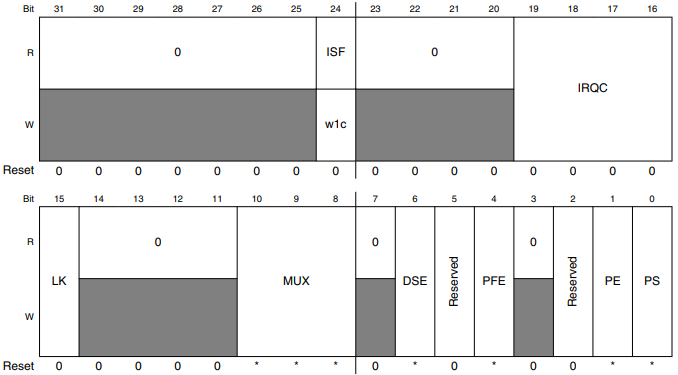 Bit 31 30 29 28 27 26 25 24 23 22 21 20 19 18 17 16
R 0 ISF 0 IRQC
W w1c
Reset 0 0 0 0 0 0 0 0 0 0 0 0 0 0 0 0
Bit 15 14 13 12 11 10 9 8 7 6 5 4 3 2 1 0
R 0 0 0
LK MUX DSE Reserved PFE Reserved PE PS
W
Reset 0 0 0 0 0 * * * 0 * 0 * 0 0 * *